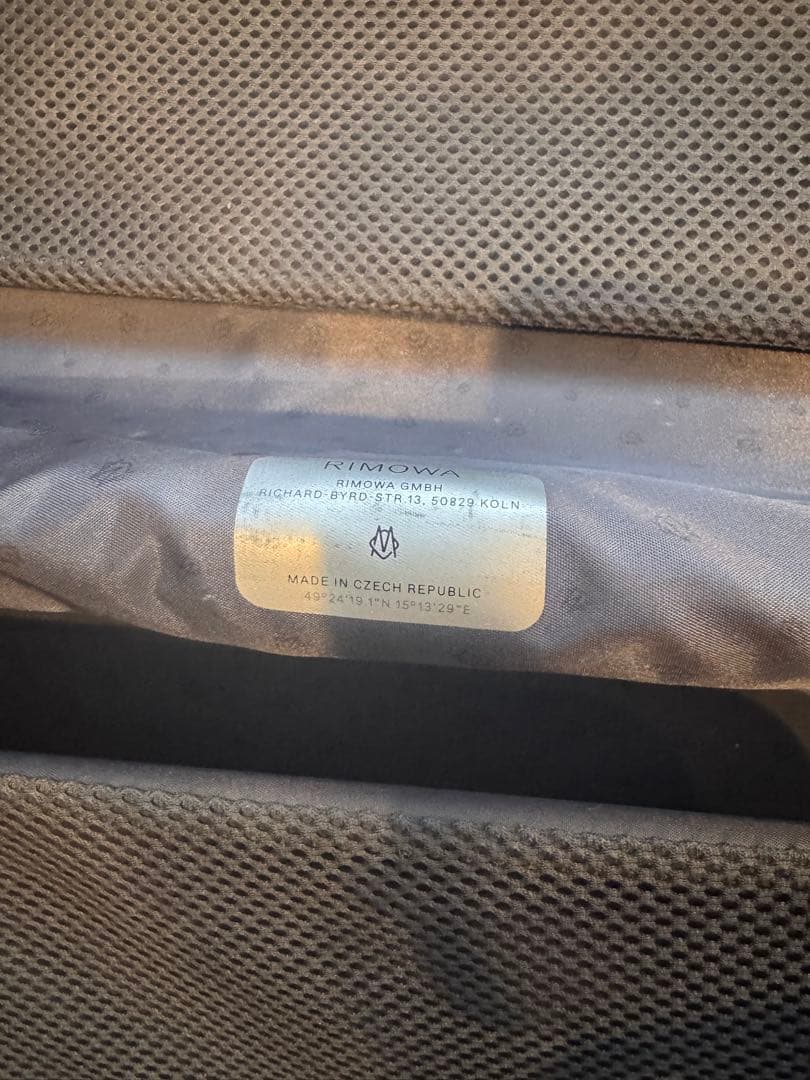 RIMOWA
RIMOWA GMBH
RICHARD-BYRD-STR.13, 50829 KÖLN
MADE IN CZECH REPUBLIC
49°24'19.1"N 15°13'29"E